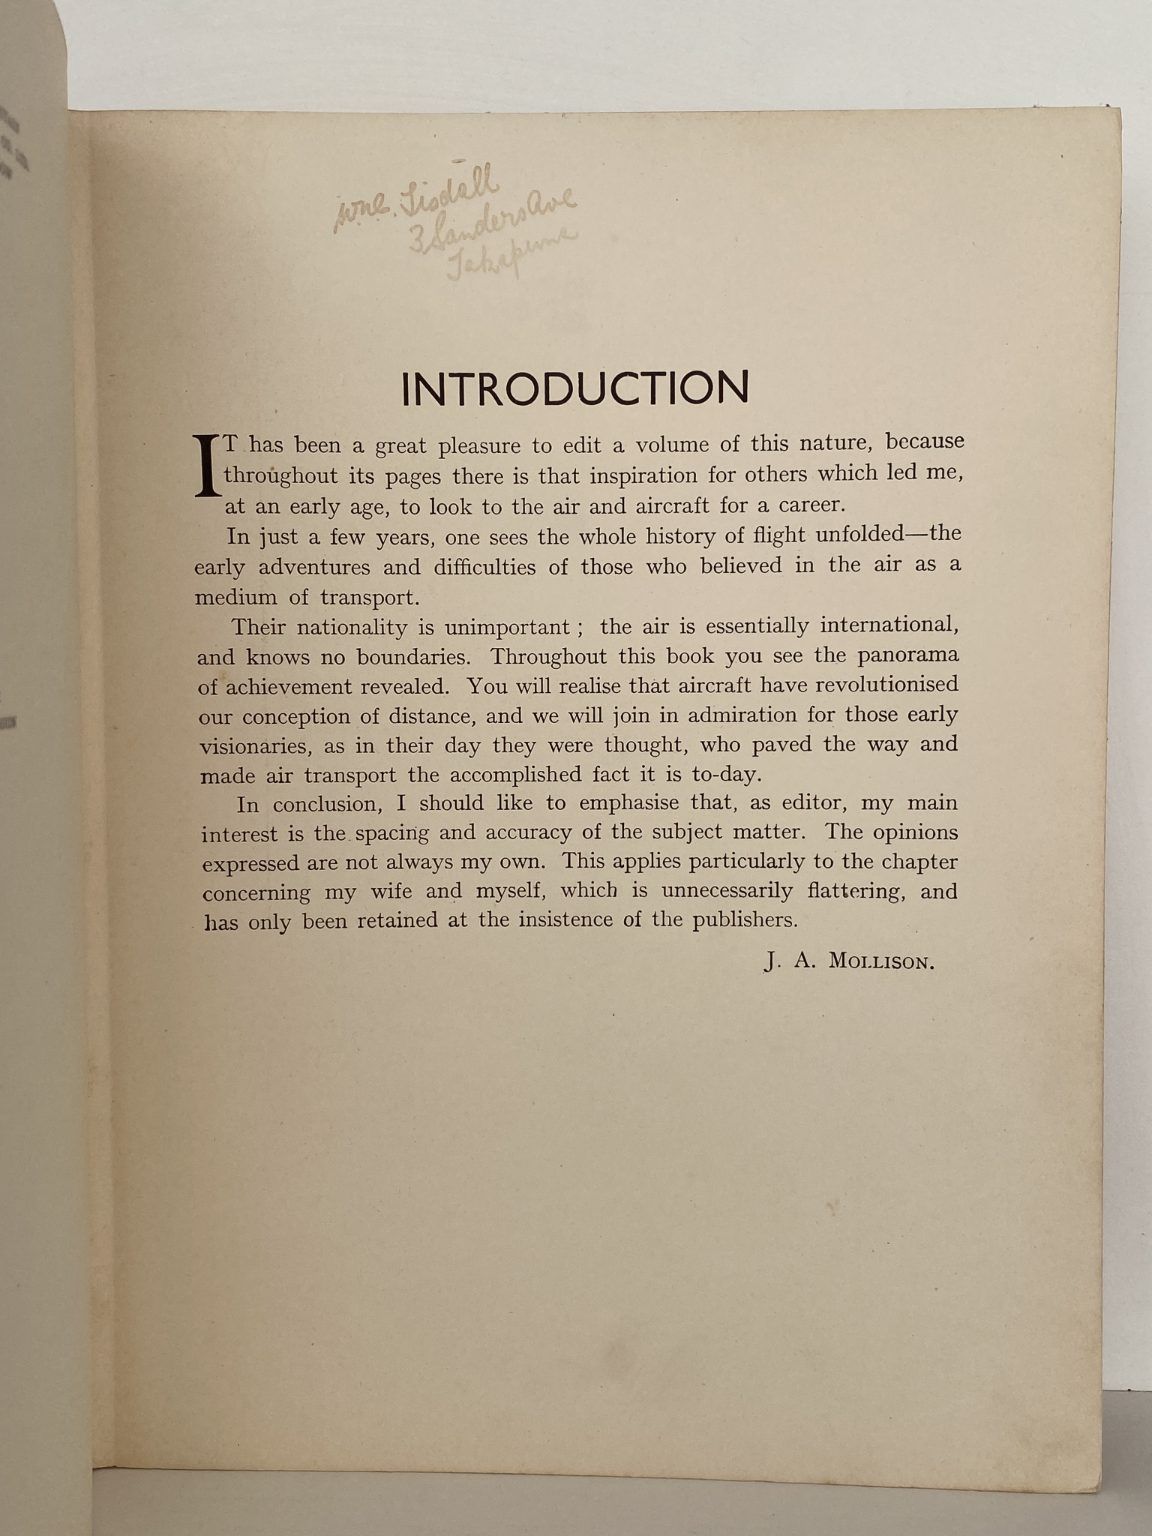 Tisdall
3 Sanders Ave
Takapuna
INTRODUCTION
IT has been a great pleasure to edit a volume of this nature, because
throughout its pages there is that inspiration for others which led me,
at an early age, to look to the air and aircraft for a career.
In just a few years, one sees the whole history of flight unfolded—the
early adventures and difficulties of those who believed in the air as a
medium of transport.
Their nationality is unimportant ; the air is essentially international,
and knows no boundaries. Throughout this book you see the panorama
of achievement revealed. You will realise that aircraft have revolutionised
our conception of distance, and we will join in admiration for those early
visionaries, as in their day they were thought, who paved the way and
made air transport the accomplished fact it is to-day.
In conclusion, I should like to emphasise that, as editor, my main
interest is the spacing and accuracy of the subject matter. The opinions
expressed are not always my own. This applies particularly to the chapter
concerning my wife and myself, which is unnecessarily flattering, and
has only been retained at the insistence of the publishers.
J. A. MOLLISON.